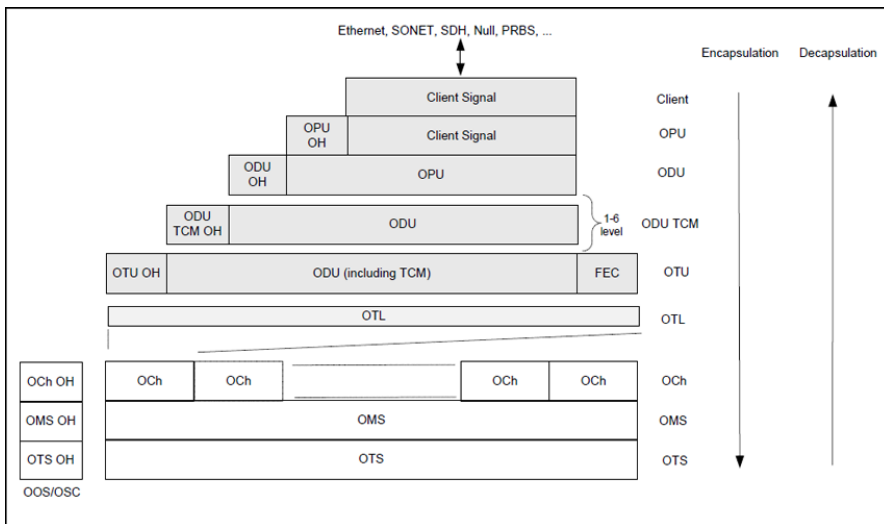 Ethernet, SONET, SDH, Null, PRBS, ...
Encapsulation
Decapsulation
Client Signal
Client
OPU
OH
Client Signal
OPU
ODU
OH
OPU
ODU
ODU
TCM OH
ODU
1-6
level
ODU TCM
OTU OH
ODU (including TCM)
FEC
OTU
OTL
OTL
OCh OH
OCh
OCh
OCh
OCh
OCh
OMS OH
OMS
OMS
OTS OH
OTS
OTS
OOS/OSC